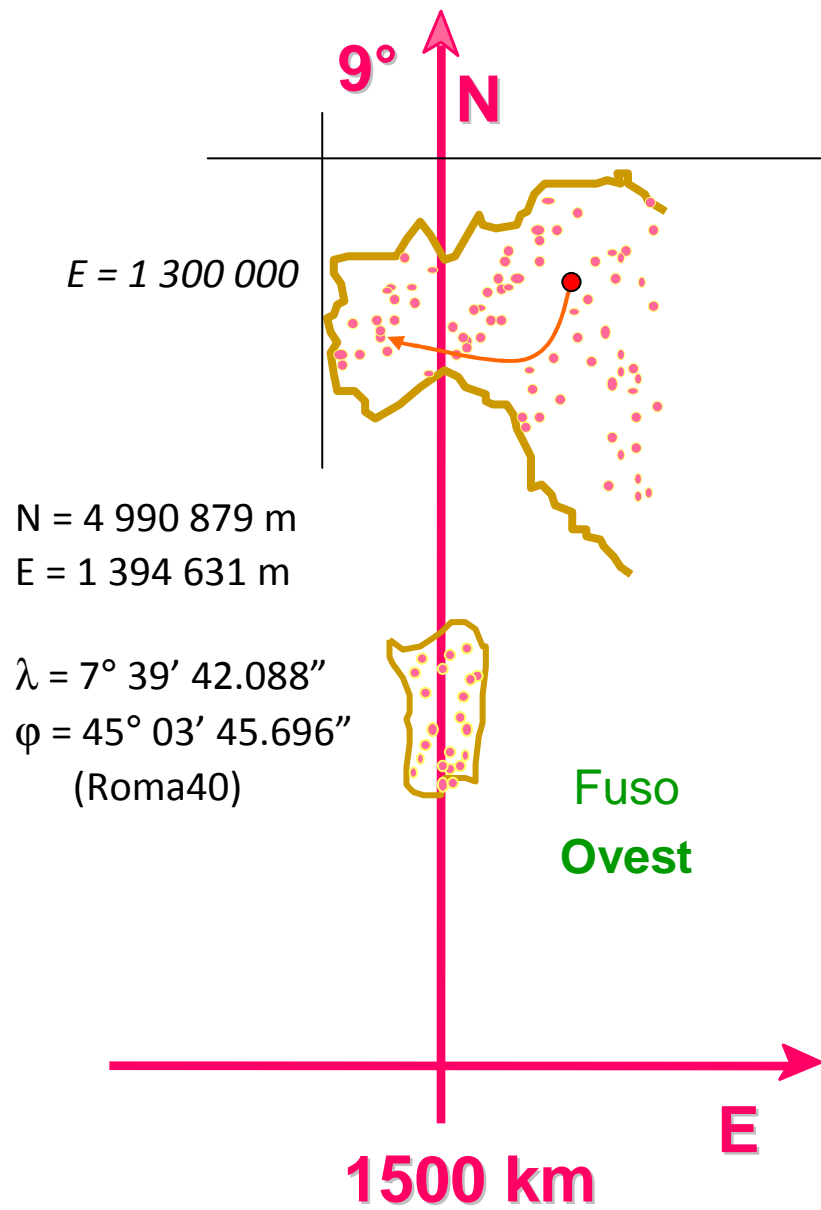 9°
N
E = 1 300 000
N = 4 990 879 m
E = 1 394 631 m
λ = 7° 39’ 42.088”
φ = 45° 03’ 45.696”
(Roma40)
Fuso
Ovest
E
1500 km